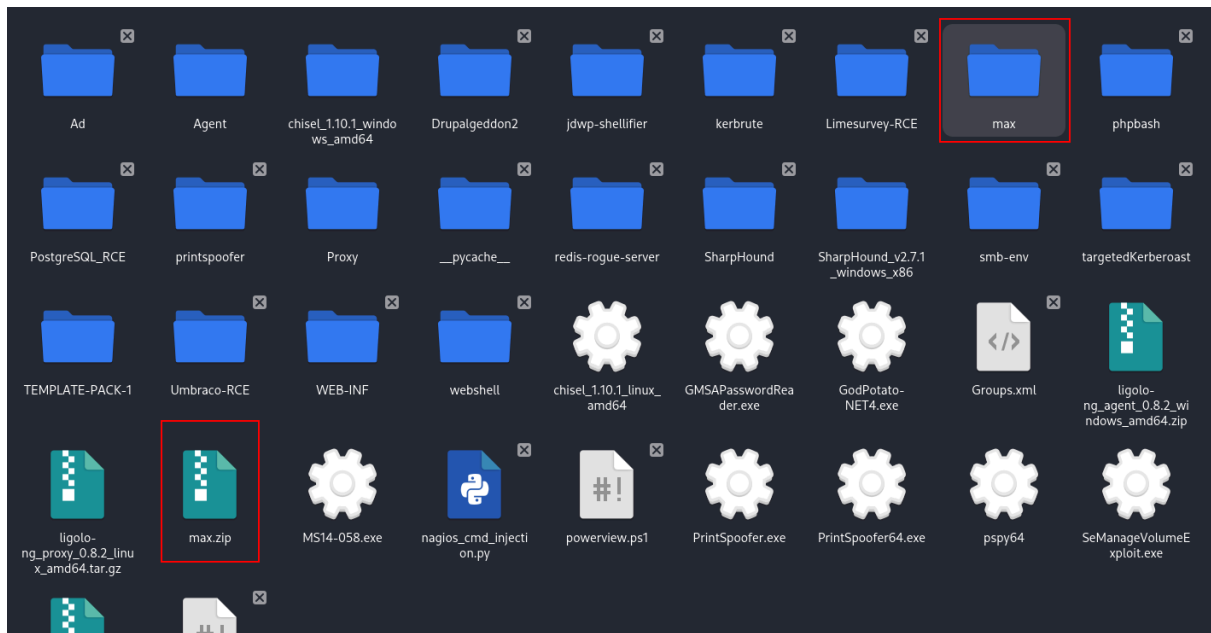 Ad
Agent
chisel_1.10.1_windo
ws_amd64
Drupalgeddon2
jdwp-shellifier
kerbrute
Limesurvey-RCE
max
phpbash
PostgreSQL_RCE
printspoofer
Proxy
__pycache__
redis-rogue-server
SharpHound
SharpHound_v2.7.1
_windows_x86
smb-env
targetedKerberoast
TEMPLATE-PACK-1
Umbraco-RCE
WEB-INF
webshell
chisel_1.10.1_linux_
amd64
GMSAPasswordRea
der.exe
GodPotato-
NET4.exe
</>
Groups.xml
ligolo-
ng_agent_0.8.2_wi
ndows_amd64.zip
ligolo-
ng_proxy_0.8.2_linu
x_amd64.tar.gz
max.zip
MS14-058.exe
nagios_cmd_injecti
on.py
#!
powerview.ps1
PrintSpoofer.exe
PrintSpoofer64.exe
pspy64
SeManageVolumeE
xploit.exe
#!